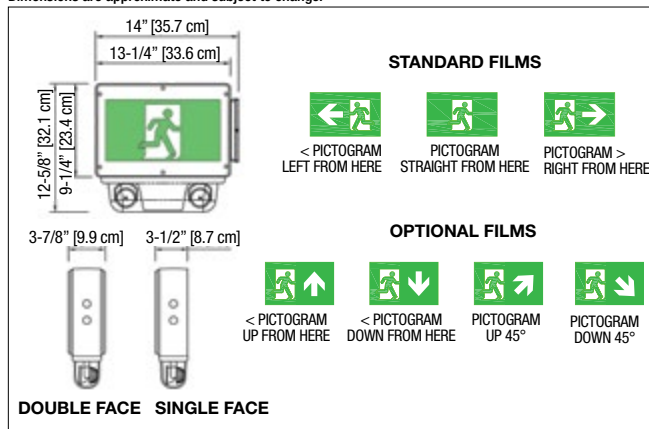 Dimensions are approximate and subject to change.
14” [35.7 cm]
13-1/4” [33.6 cm]
12-5/8” [32.1 cm]
9-1/4” [23.4 cm]
3-7/8” [9.9 cm]
3-1/2” [8.7 cm]
DOUBLE FACE
SINGLE FACE
STANDARD FILMS
< PICTOGRAM
LEFT FROM HERE
PICTOGRAM
STRAIGHT FROM HERE
PICTOGRAM >
RIGHT FROM HERE
OPTIONAL FILMS
< PICTOGRAM
UP FROM HERE
< PICTOGRAM
DOWN FROM HERE
PICTOGRAM
UP 45°
PICTOGRAM
DOWN 45°